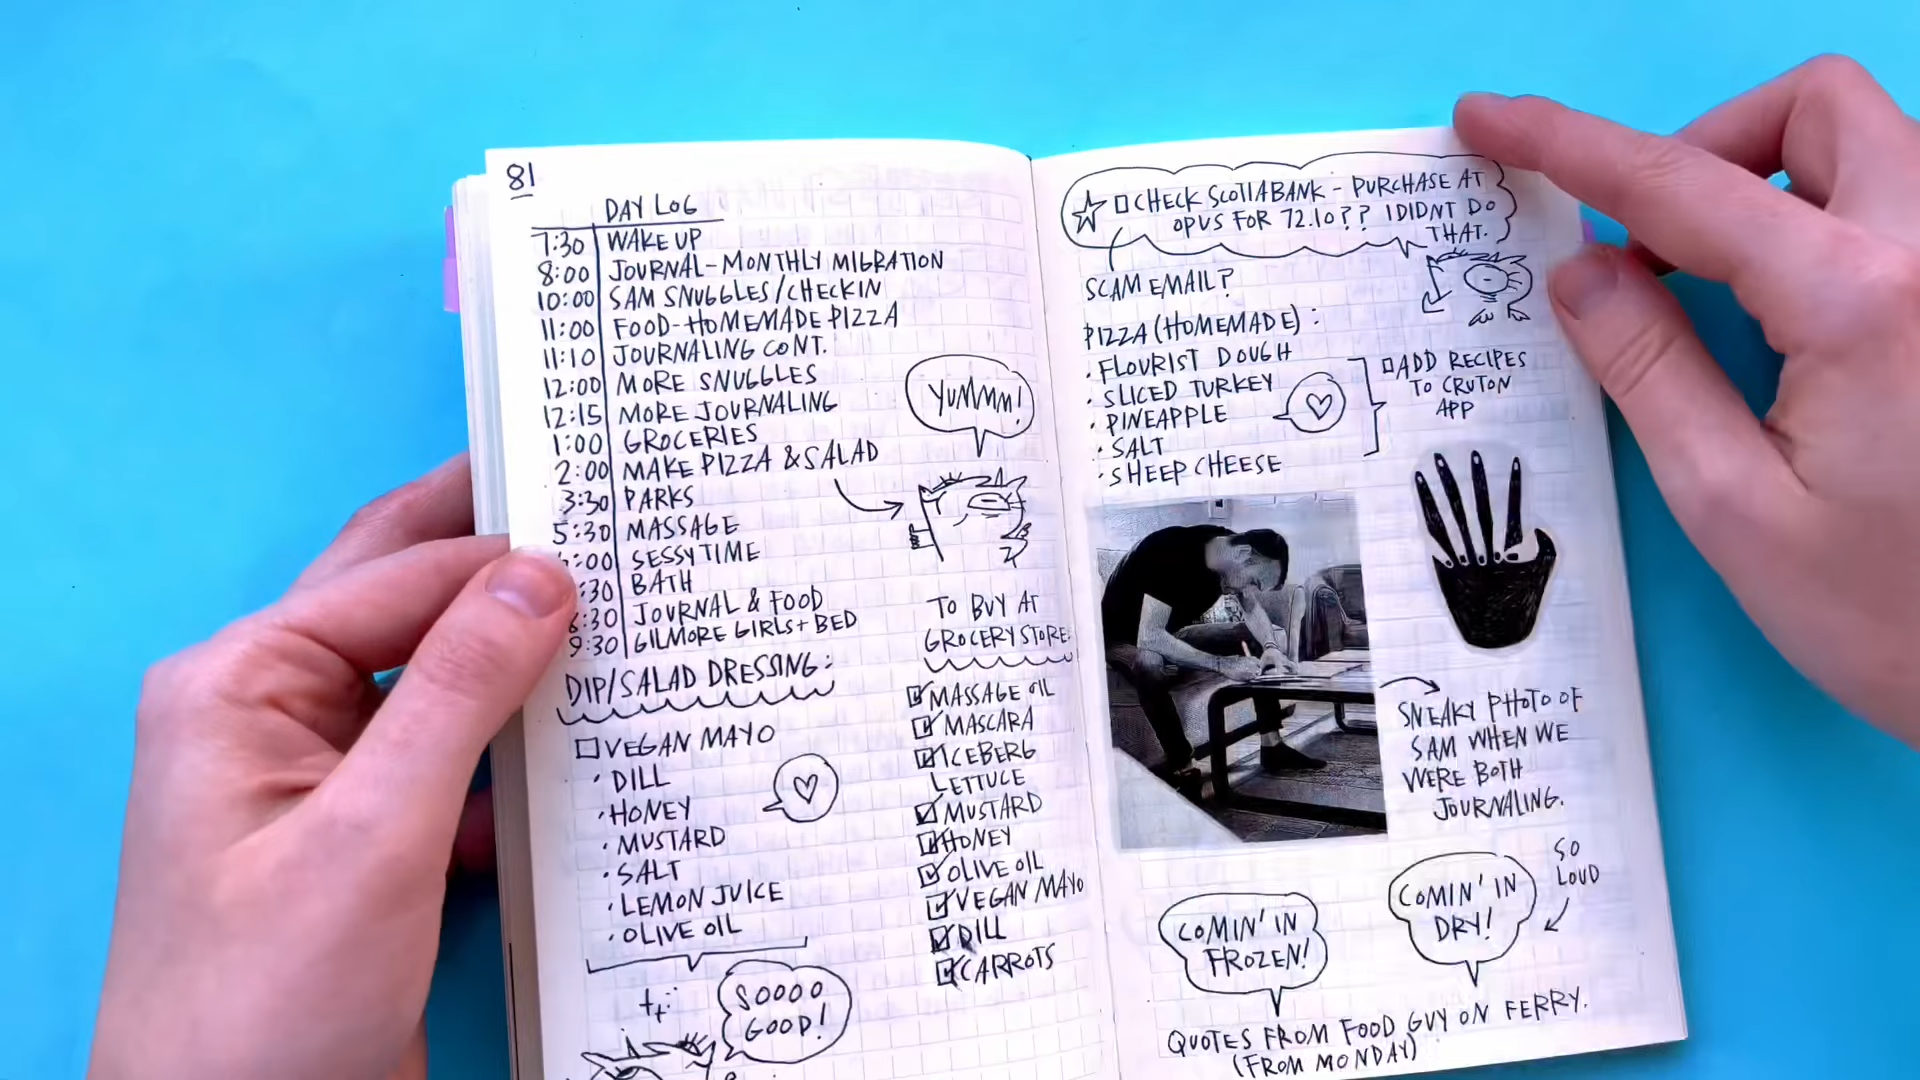 81
DAY LOG
7:30 WAKE UP
8:00 JOURNAL-MONTHLY MIGRATION
10:00 SAM SNUGGLES/CHECKIN
11:00 FOOD-HOMEMADE PIZZA
11:10 JOURNALING CONT.
12:00 MORE SNUGGLES
12:15 MORE JOURNALING
1:00 GROCERIES
2:00 MAKE PIZZA & SALAD
3:30 PARKS
5:30 MASSAGE
:00 SESSY TIME
:30 BATH
:30 JOURNAL & FOOD
9:30 GILMORE GIRLS + BED
YUMMM!
DIP/SALAD DRESSING:
VEGAN MAYO
DILL
HONEY
MUSTARD
SALT
LEMON JUICE
OLIVE OIL
SOOOO
GOOD!
TO BUY AT
GROCERY STORE:
MASSAGE OIL
MASCARA
ICEBERG
LETTUCE
MUSTARD
HONEY
OLIVE OIL
VEGAN MAYO
DILL
CARROTS
CHECK SCOTIABANK - PURCHASE AT
OPUS FOR 72.10?? I DIDNT DO
THAT.
SCAM EMAIL?
PIZZA (HOMEMADE):
FLOURIST DOUGH
SLICED TURKEY
PINEAPPLE
SALT
SHEEP CHEESE
ADD RECIPES
TO CRUTON
APP
SNEAKY PHOTO OF
SAM WHEN WE
WERE BOTH
JOURNALING.
COMIN' IN
FROZEN!
COMIN' IN
DRY!
SO
LOUD
QUOTES FROM FOOD GUY ON FERRY.
(FROM MONDAY)